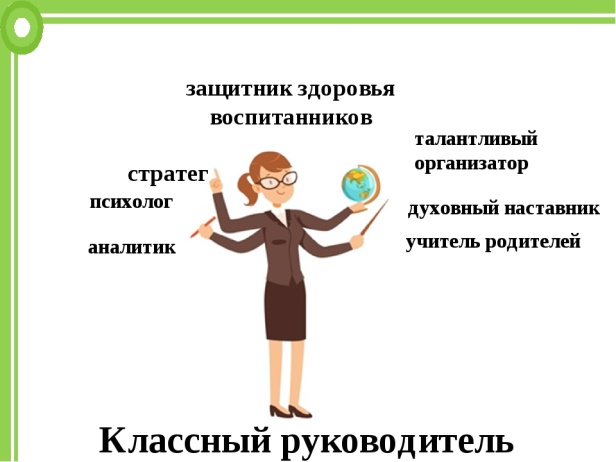 защитник здоровья
воспитанников
талантливый
организатор
стратег
психолог
духовный наставник
аналитик
учитель родителей
Классный руководитель